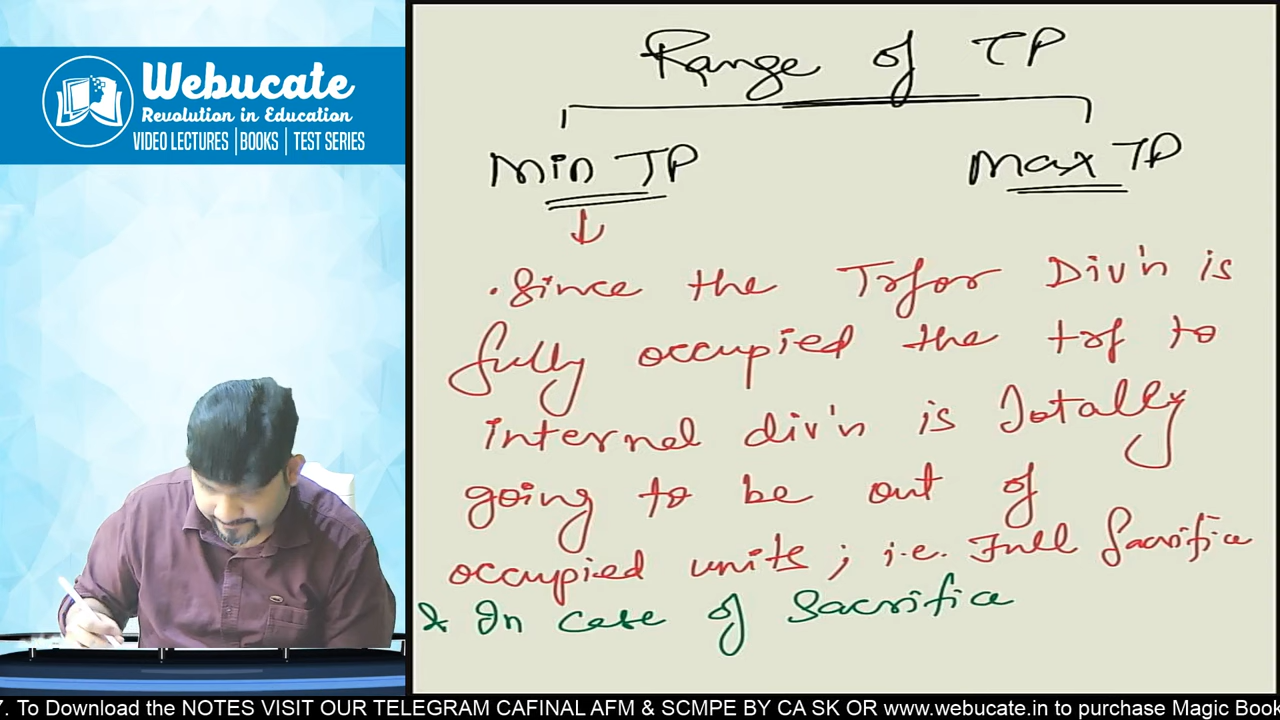 Webucate
Revolution in Education
VIDEO LECTURES | BOOKS | TEST SERIES
Range of TP
Min TP
Max TP
↓
. Since the Trfor Div'n is
fully occupied the trf to
internel div'n is Totally
going to be out of
occupied units ; i.e. Full Sacrifice
& In case of Sacrifice
7. To Download the NOTES VISIT OUR TELEGRAM CAFINAL AFM & SCMPE BY CA SK OR www.webucate.in to purchase Magic Book